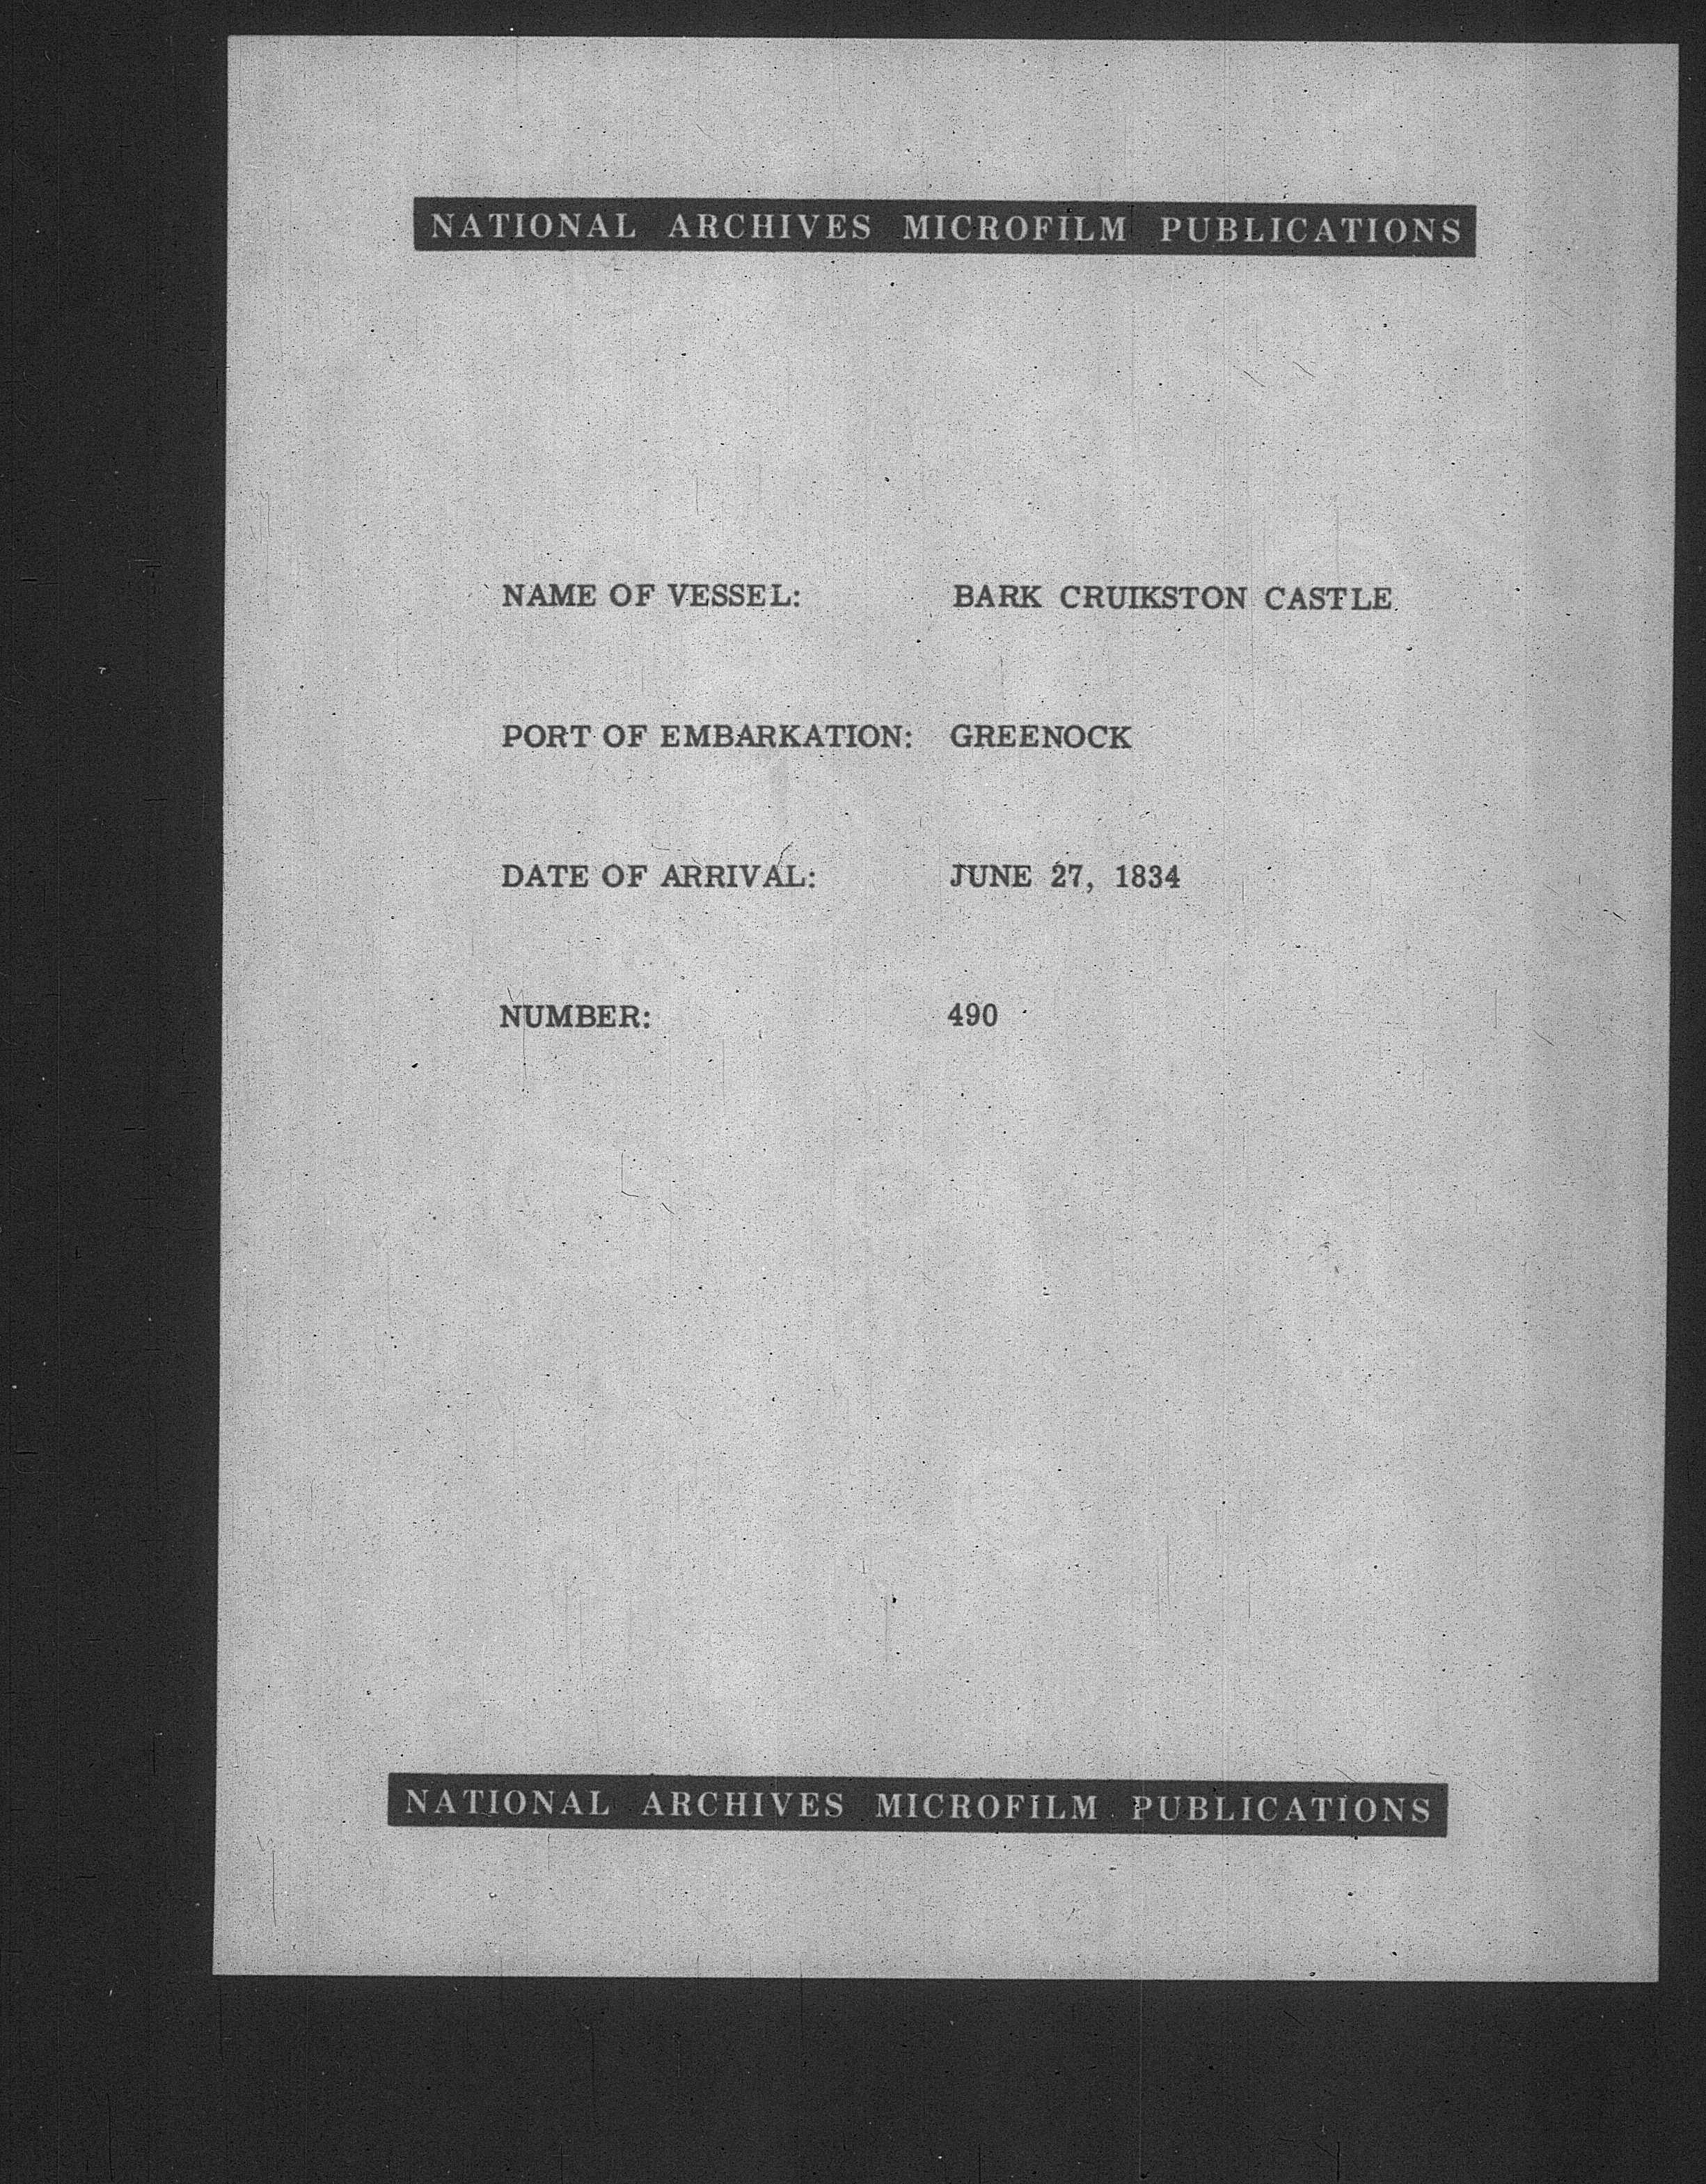 NATIONAL ARCHIVES MICROFILM PUBLICATIONS
NAME OF VESSEL: BARK CRUIKSTON CASTLE
PORT OF EMBARKATION: GREENOCK
DATE OF ARRIVAL: JUNE 27, 1834
NUMBER: 490
NATIONAL ARCHIVES MICROFILM PUBLICATIONS